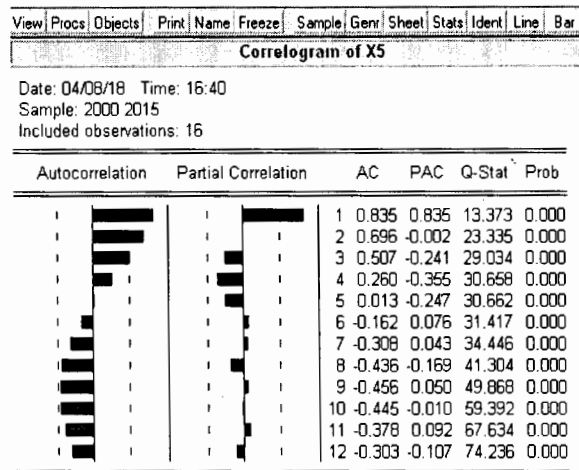 View Procs Objects Print Name Freeze Sample Genr Sheet Stats Ident Line Bar
Correlogram of X5
Date: 04/08/18 Time: 16:40
Sample: 2000 2015
Included observations: 16
Autocorrelation Partial Correlation AC PAC Q-Stat Prob
1 0.835 0.835 13.373 0.000
2 0.696 -0.002 23.335 0.000
3 0.507 -0.241 29.034 0.000
4 0.260 -0.355 30.658 0.000
5 0.013 -0.247 30.662 0.000
6 -0.162 0.076 31.417 0.000
7 -0.308 0.043 34.446 0.000
8 -0.436 -0.169 41.304 0.000
9 -0.456 0.050 49.868 0.000
10 -0.445 -0.010 59.392 0.000
11 -0.378 0.092 67.634 0.000
12 -0.303 -0.107 74.236 0.000